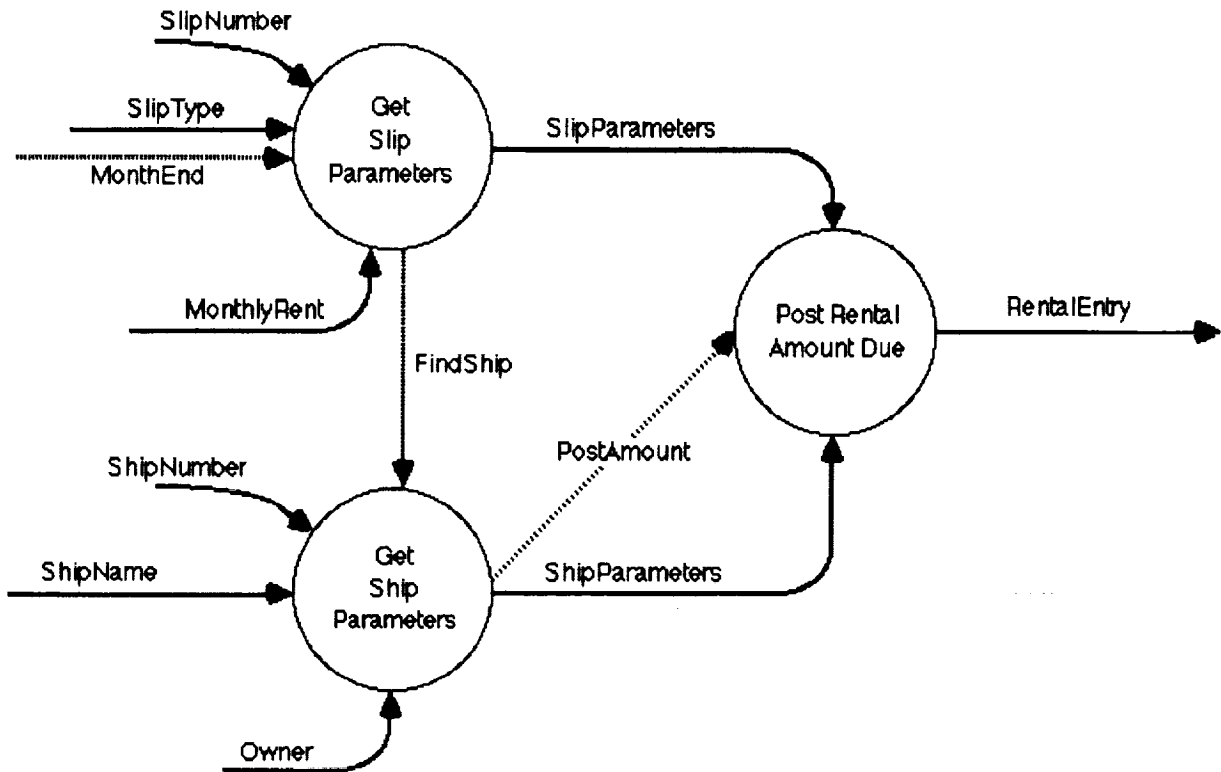 SlipNumber
SlipType
MonthEnd
MonthlyRent
Get
Slip
Parameters
SlipParameters
FindShip
Post Rental
Amount Due
RentalEntry
PostAmount
ShipNumber
ShipName
Owner
Get
Ship
Parameters
ShipParameters